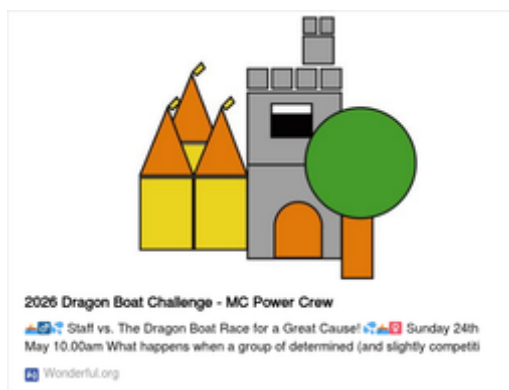 2026 Dragon Boat Challenge - MC Power Crew
Staff vs. The Dragon Boat Race for a Great Cause! Sunday 24th
May 10.00am What happens when a group of determined (and slightly competiti
Wonderful.org